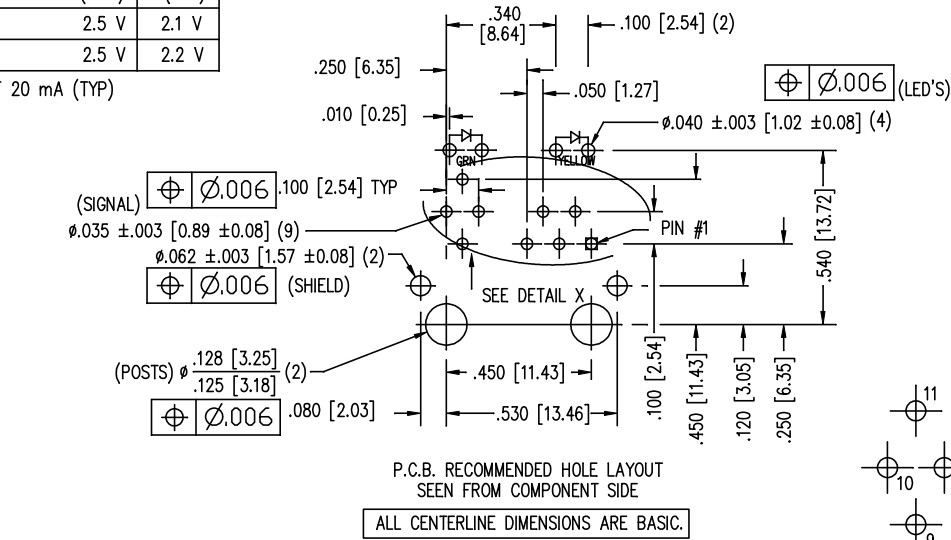 2.5 V 2.1 V
2.5 V 2.2 V
20 mA (TYP)
.340
[8.64]
.100 [2.54] (2)
.250 [6.35]
.050 [1.27]
⌖ Ø.006 (LED'S)
.010 [0.25]
ø.040 ±.003 [1.02 ±0.08] (4)
GRN
YELLOW
(SIGNAL) ⌖ Ø.006 .100 [2.54] TYP
ø.035 ±.003 [0.89 ±0.08] (9)
PIN #1
ø.062 ±.003 [1.57 ±0.08] (2)
⌖ Ø.006 (SHIELD)
SEE DETAIL X
.540 [13.72]
(POSTS) ø .128 [3.25]
.125 [3.18] (2)
.450 [11.43]
.100 [2.54]
.450 [11.43]
.120 [3.05]
.250 [6.35]
⌖ Ø.006 .080 [2.03]
.530 [13.46]
11
10
9
P.C.B. RECOMMENDED HOLE LAYOUT
SEEN FROM COMPONENT SIDE
ALL CENTERLINE DIMENSIONS ARE BASIC.